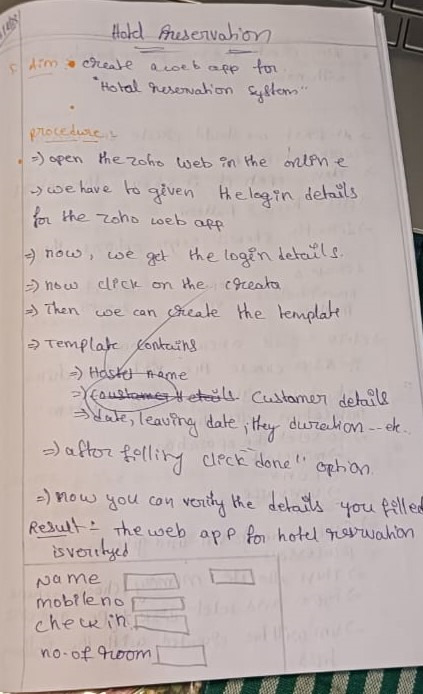 Hotel Reservation
Aim : create a web app for
"Hotal reservation system"
procedure :
=> open the zoho web in the online
-> we have to given the login details
for the zoho web app
=> now, we get the login details.
=> now click on the creata
=> Then we can create the template
=> Template contains
=> Hostel name
=> Customer details
=> date, leaving date, they duration -- etc.
=> after felling click "done" option.
=> now you can verify the details you filled
Result : The web app for hotel reservation
is verifyed
Name
mobile no
check in
no. of room